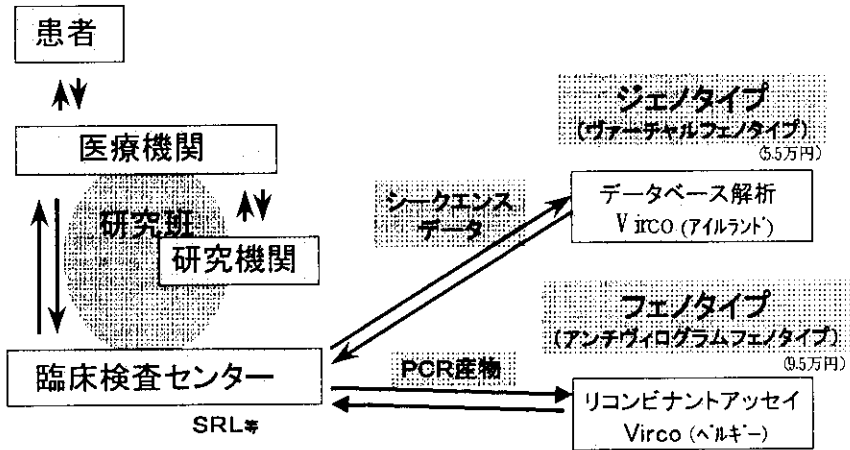 患者
医療機関
研究班
研究機関
臨床検査センター
SRL等
シークエンス
データ
PCR産物
ジェノタイプ
(ヴァーチャルフェノタイプ)
(5.5万円)
データベース解析
Virco (アイルランド)
フェノタイプ
(アンチヴィログラムフェノタイプ)
(9.5万円)
リコンビナントアッセイ
Virco (ベルギー)